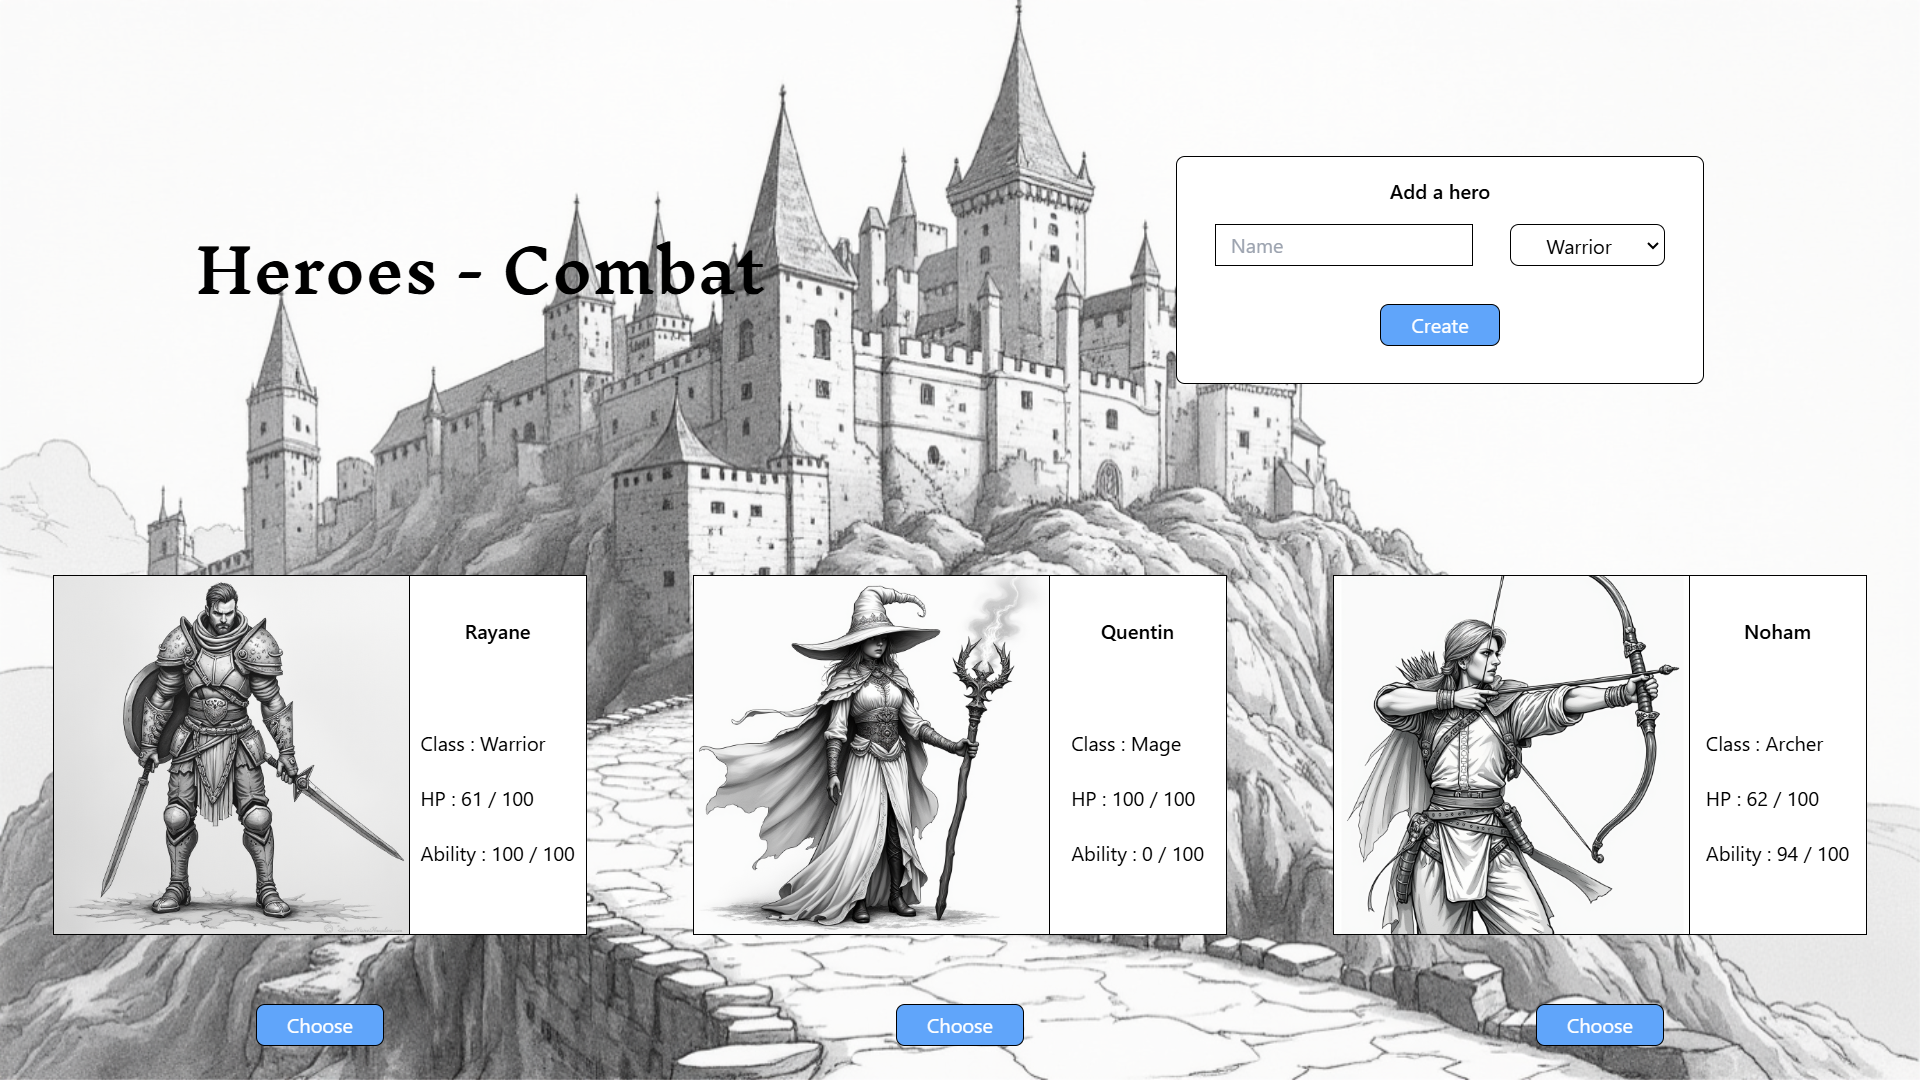 Heroes - Combat
Add a hero
Name
Warrior
Create
Rayane
Class : Warrior
HP : 61 / 100
Ability : 100 / 100
Choose
Quentin
Class : Mage
HP : 100 / 100
Ability : 0 / 100
Choose
Noham
Class : Archer
HP : 62 / 100
Ability : 94 / 100
Choose